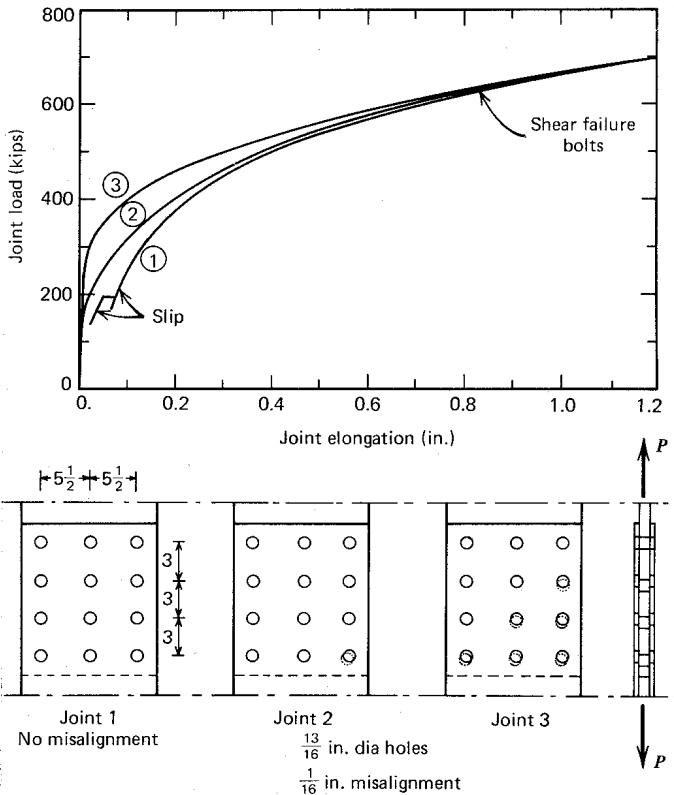 800
600
400
200
0
Joint load (kips)
3
2
1
Slip
Shear failure
bolts
0.
0.2
0.4
0.6
0.8
1.0
1.2
Joint elongation (in.)
P
5 1/2
5 1/2
3
3
3
Joint 1
No misalignment
Joint 2
13/16 in. dia holes
1/16 in. misalignment
Joint 3
P